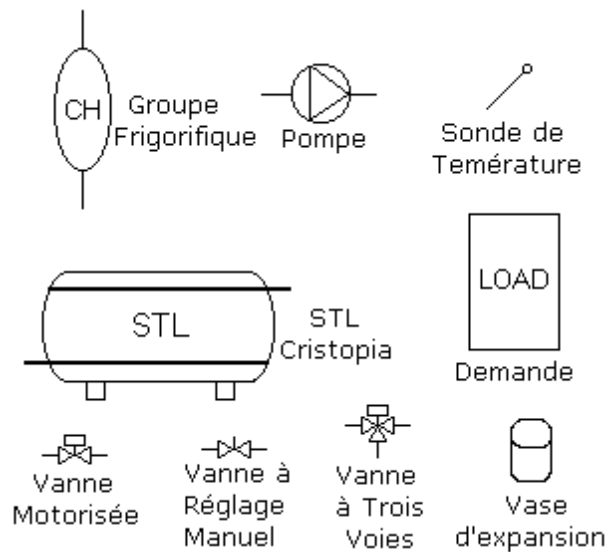 CH
Groupe
Frigorifique
Pompe
Sonde de
Temérature
STL
STL
Cristopia
LOAD
Demande
Vanne
Motorisée
Vanne à
Réglage
Manuel
Vanne
à Trois
Voies
Vase
d'expansion